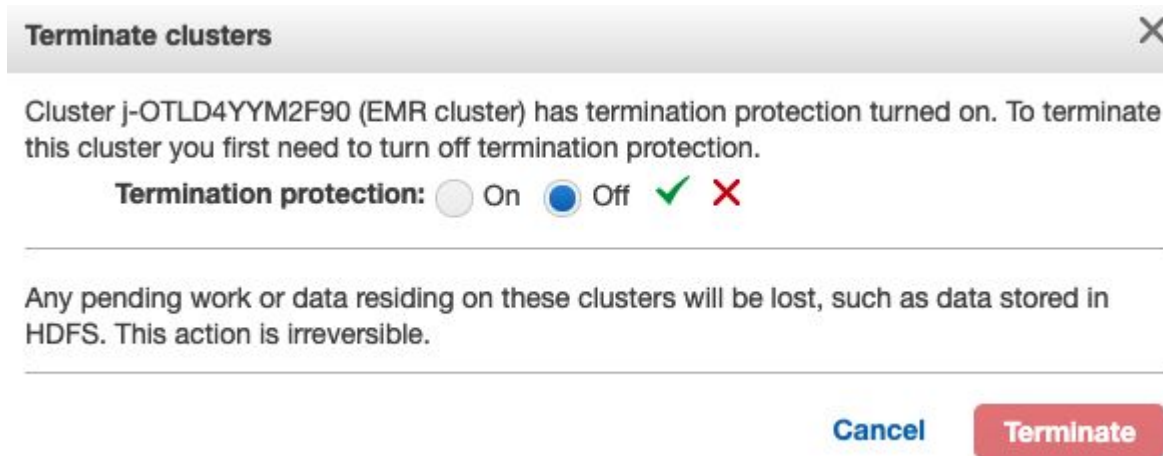 Terminate clusters
Cluster j-OTLD4YYM2F90 (EMR cluster) has termination protection turned on. To terminate
this cluster you first need to turn off termination protection.
Termination protection: On Off
Any pending work or data residing on these clusters will be lost, such as data stored in
HDFS. This action is irreversible.
Cancel Terminate